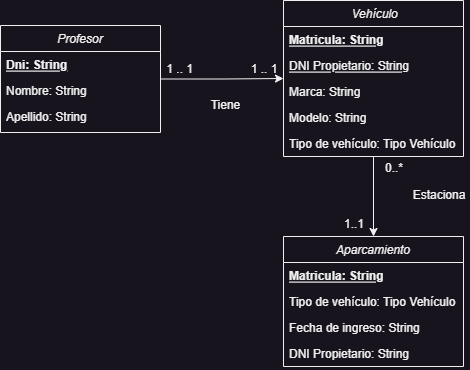 Profesor
Dni: String
Nombre: String
Apellido: String
1 .. 1
1 .. 1
Tiene
Vehículo
Matricula: String
DNI Propietario: String
Marca: String
Modelo: String
Tipo de vehículo: Tipo Vehículo
0..*
Estaciona
1..1
Aparcamiento
Matricula: String
Tipo de vehículo: Tipo Vehículo
Fecha de ingreso: String
DNI Propietario: String